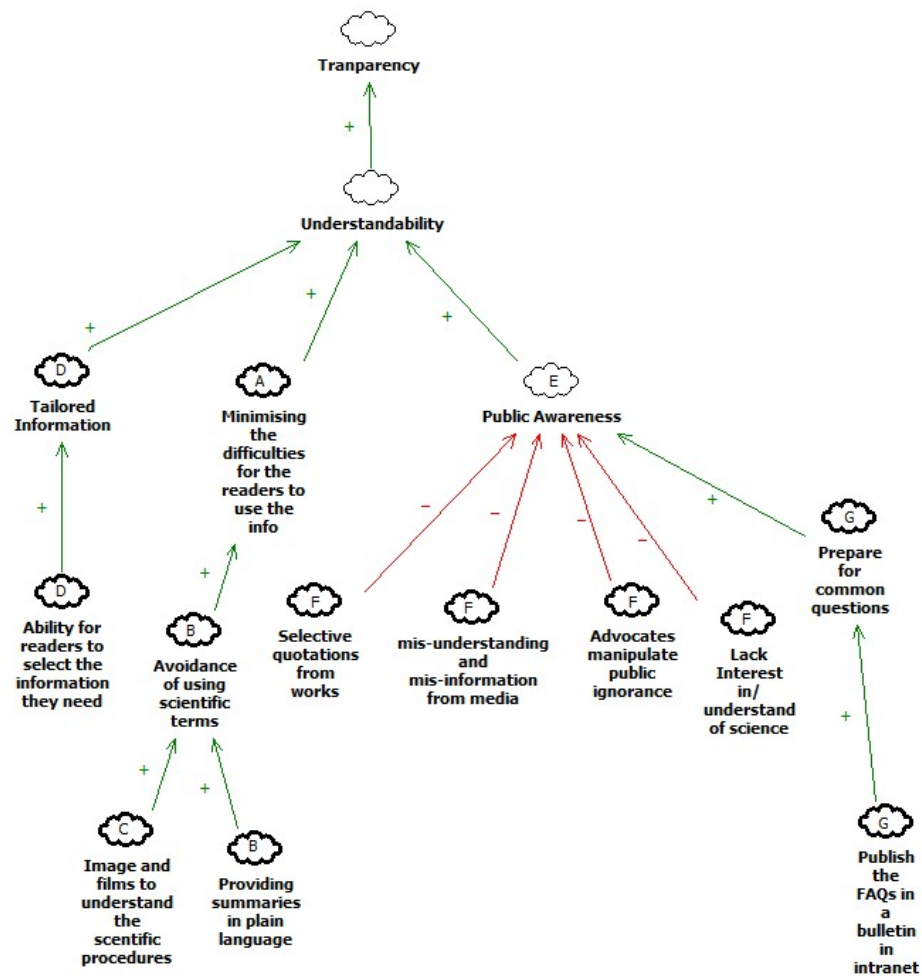 Tranparency
+
Understandability
+
+
+
D
Tailored
Information
A
Minimising
the
difficulties
for the
readers to
use the
info
E
Public Awareness
+
+
–
–
–
–
+
D
Ability for
readers to
select the
information
they need
B
Avoidance
of using
scientific
terms
F
Selective
quotations
from
works
F
mis-understanding
and
mis-information
from media
F
Advocates
manipulate
public
ignorance
F
Lack
Interest
in/
understand
of science
G
Prepare
for
common
questions
+
+
+
C
Image and
films to
understand
the
scentific
procedures
B
Providing
summaries
in plain
language
G
Publish
the
FAQs in
a
bulletin
in
intranet